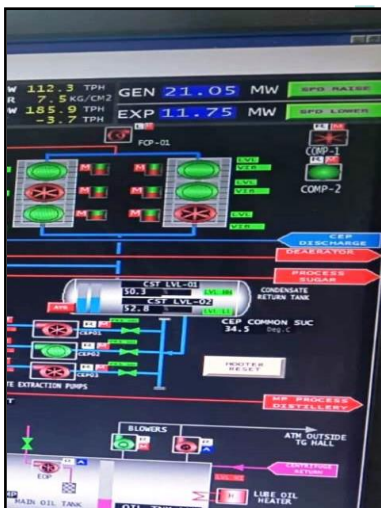 W 112.3 TPH
R 7.5 KG/CM2
GEN 21.05 MW
SPD RAISE
W 185.9 TPH
-3.7 TPH
EXP 11.75 MW
SPD LOWER
FCP-01
COMP-1
COMP-2
LVL
VIB
LVL
VIB
LVL
VIB
LVL
CEP DISCHARGE
DEAERATOR
PROCESS SUGAR
CST LVL-01
50.3 %
CST LVL-02
52.8 %
CONDENSATE RETURN TANK
CEP COMMON SUC
34.5 Deg.C
CEP01
CEP02
CEP03
HOOTER RESET
TE EXTRACTION PUMPS
MP PROCESS DISTILLERY
BLOWERS
ATM OUTSIDE TG HALL
EOP
CENTRIFUGE RETURN
LUBE OIL HEATER
MAIN OIL TANK